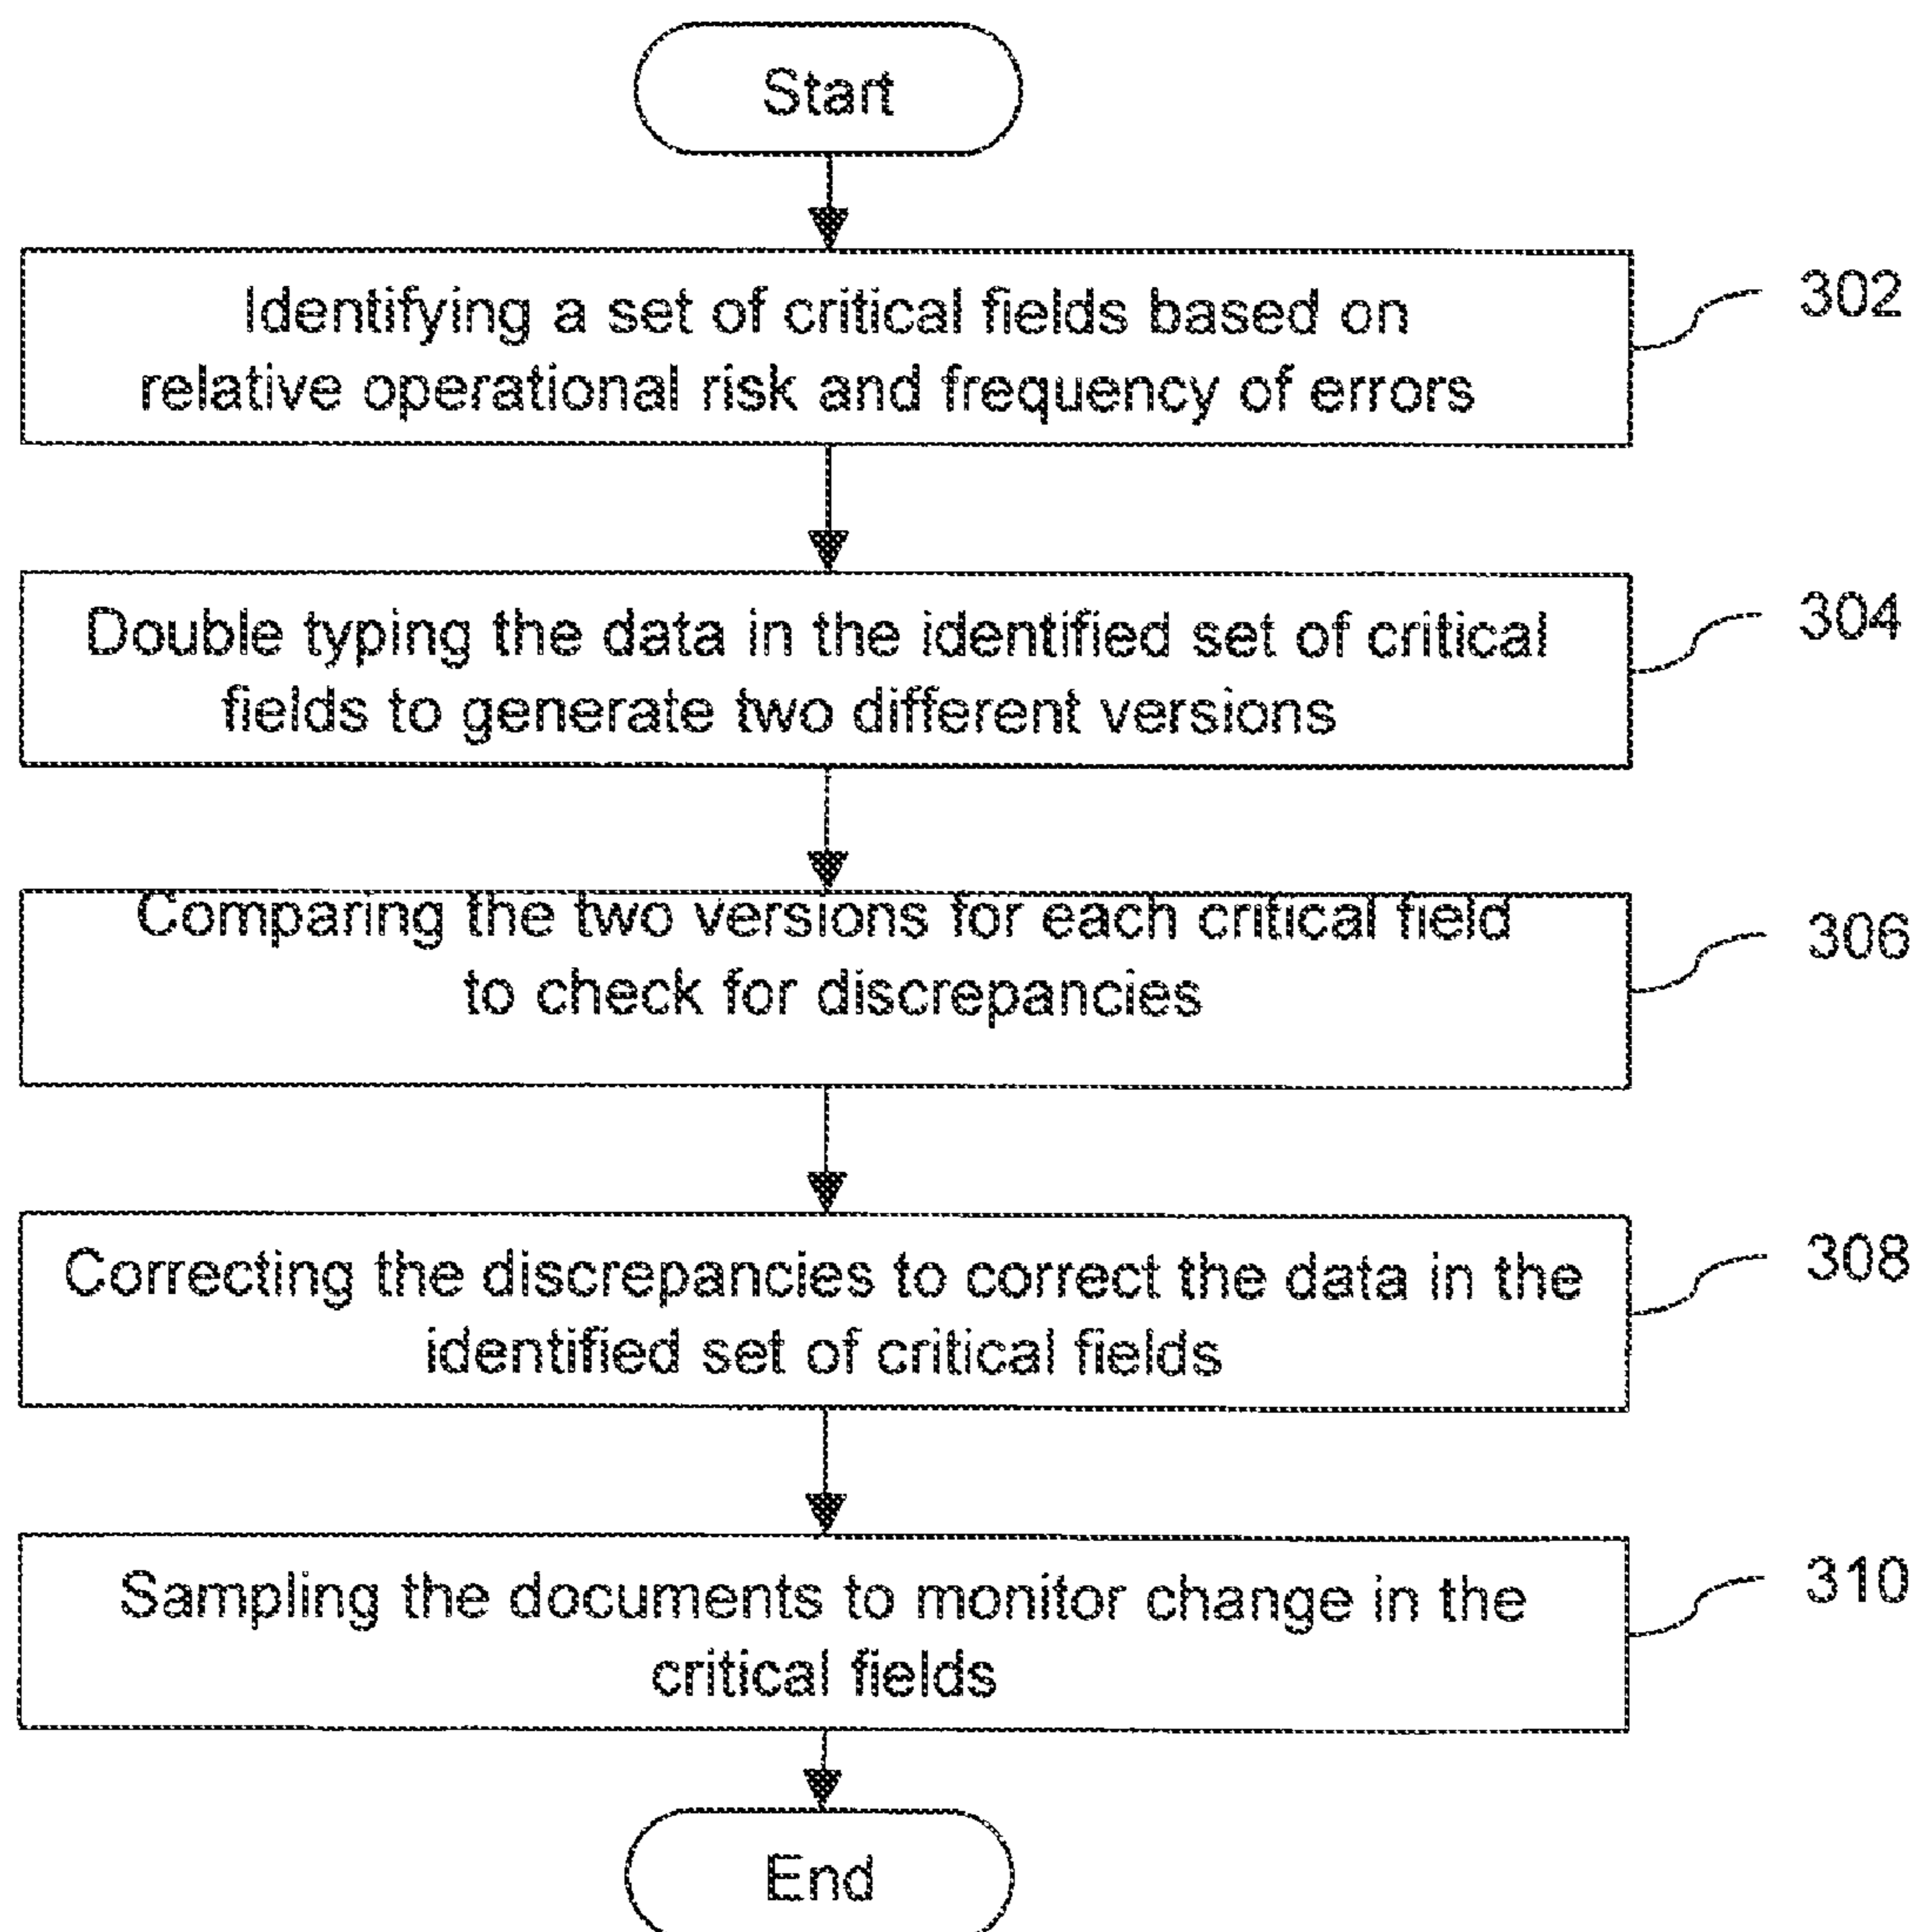 Start
Identifying a set of critical fields based on
relative operational risk and frequency of errors
302
Double typing the data in the identified set of critical
fields to generate two different versions
304
Comparing the two versions for each critical field
to check for discrepancies
306
Correcting the discrepancies to correct the data in the
identified set of critical fields
308
Sampling the documents to monitor change in the
critical fields
310
End